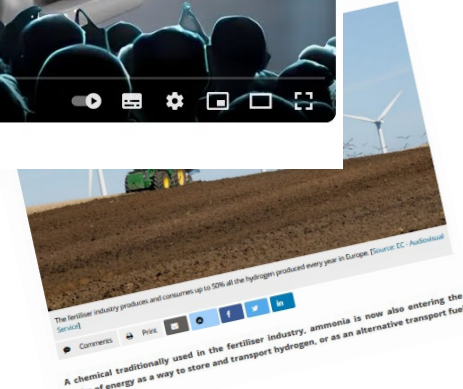 The fertiliser industry produces and consumes up to 50% all the hydrogen produced every year in Europe. [Source: EC - Audiovisual
Service]
Comments
Print
A chemical traditionally used in the fertiliser industry, ammonia is now also entering the
of energy as a way to store and transport hydrogen, or as an alternative transport fuel